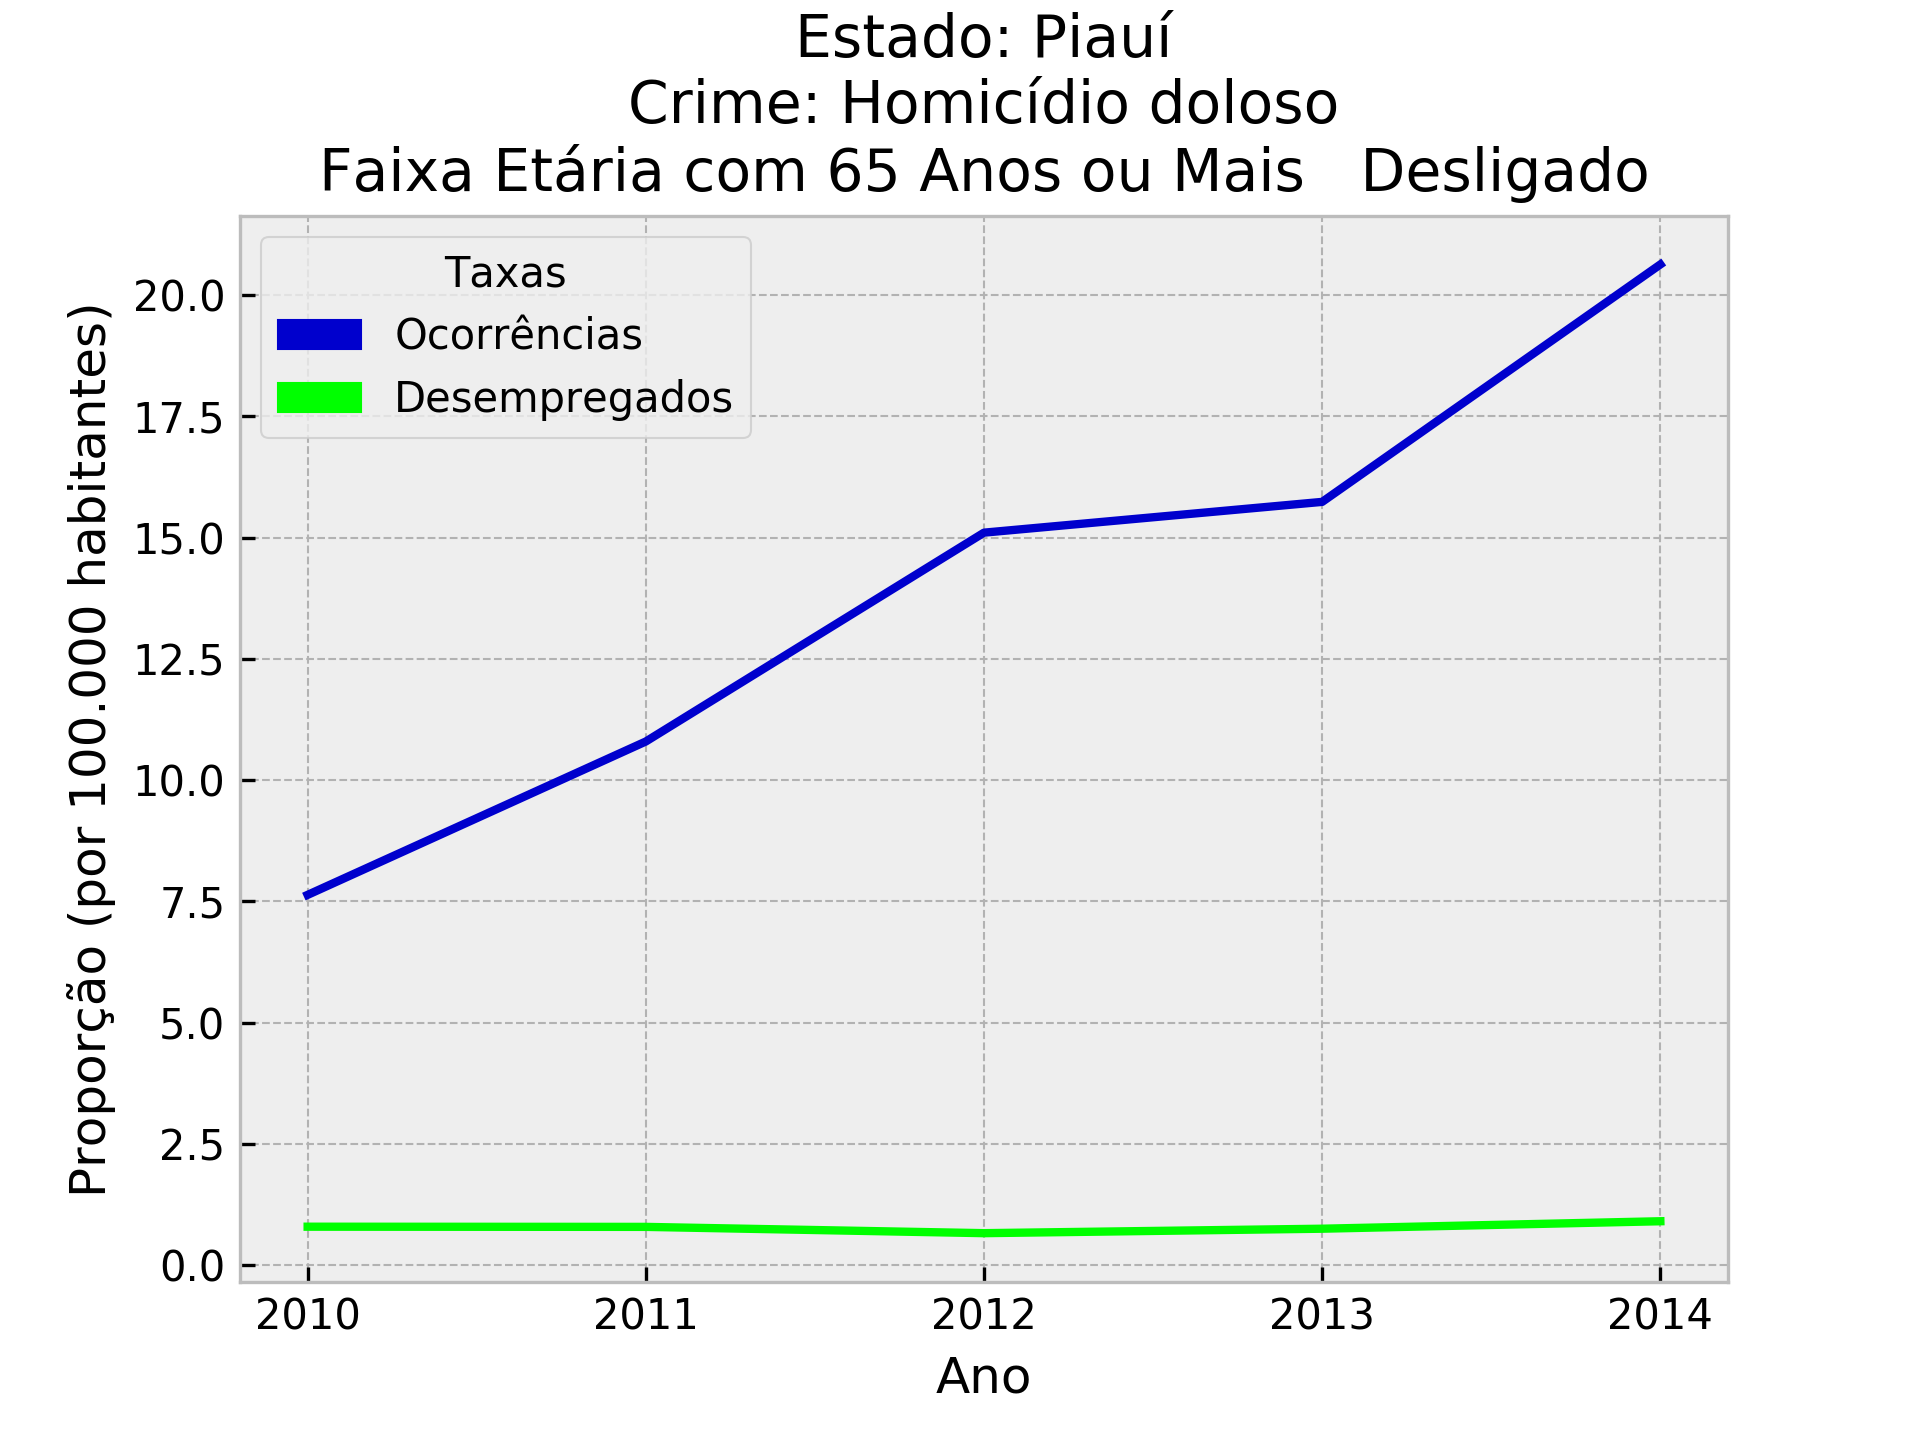 Estado: Piauí
Crime: Homicídio doloso
Faixa Etária com 65 Anos ou Mais   Desligado
Taxas
Ocorrências
Desempregados
Proporção (por 100.000 habitantes)
20.0
17.5
15.0
12.5
10.0
7.5
5.0
2.5
0.0
2010 2011 2012 2013 2014
Ano